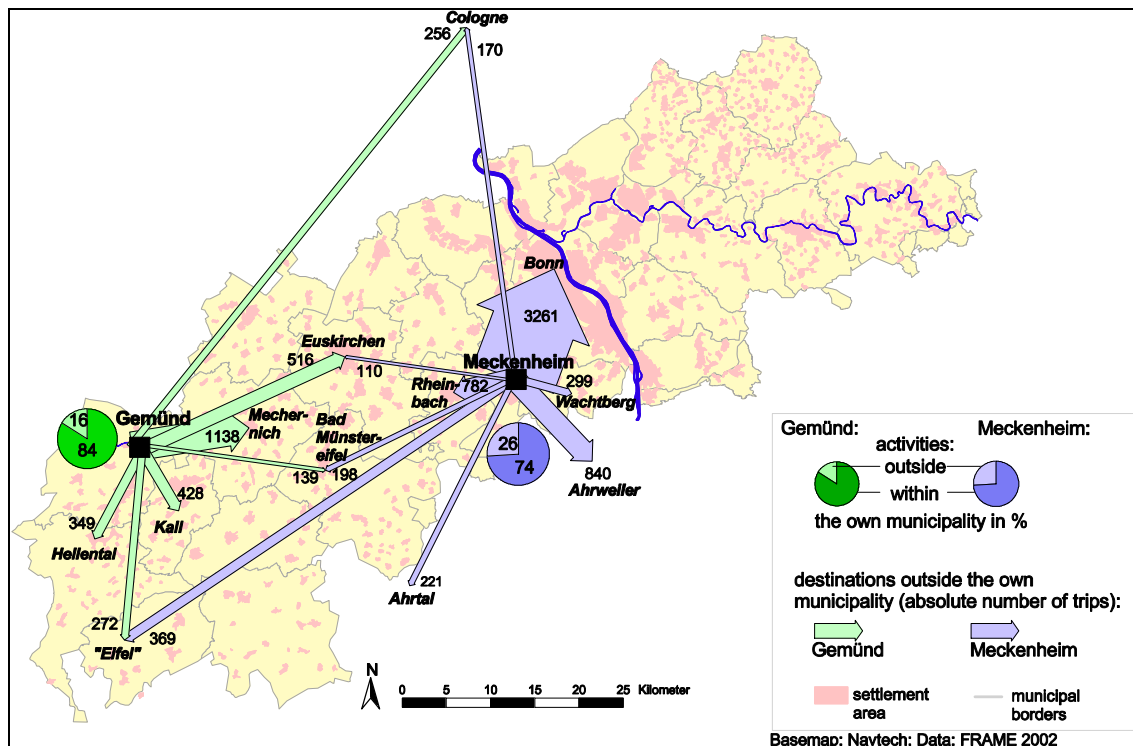 Cologne
256
170
Bonn
3261
Euskirchen
516
110
Meckenheim
Rhein-
bach
782
299
Wachtberg
Gemünd
16
84
Mecher-
nich
1138
Bad
Münster-
eifel
139
198
26
74
840
Ahrweiler
428
Kall
349
Hellental
221
Ahrtal
272
369
"Eifel"
N
0 5 10 15 20 25 Kilometer
Gemünd: Meckenheim:
activities:
outside
within
the own municipality in %
destinations outside the own
municipality (absolute number of trips):
Gemünd Meckenheim
settlement
area
municipal
borders
Basemap: Navtech; Data: FRAME 2002